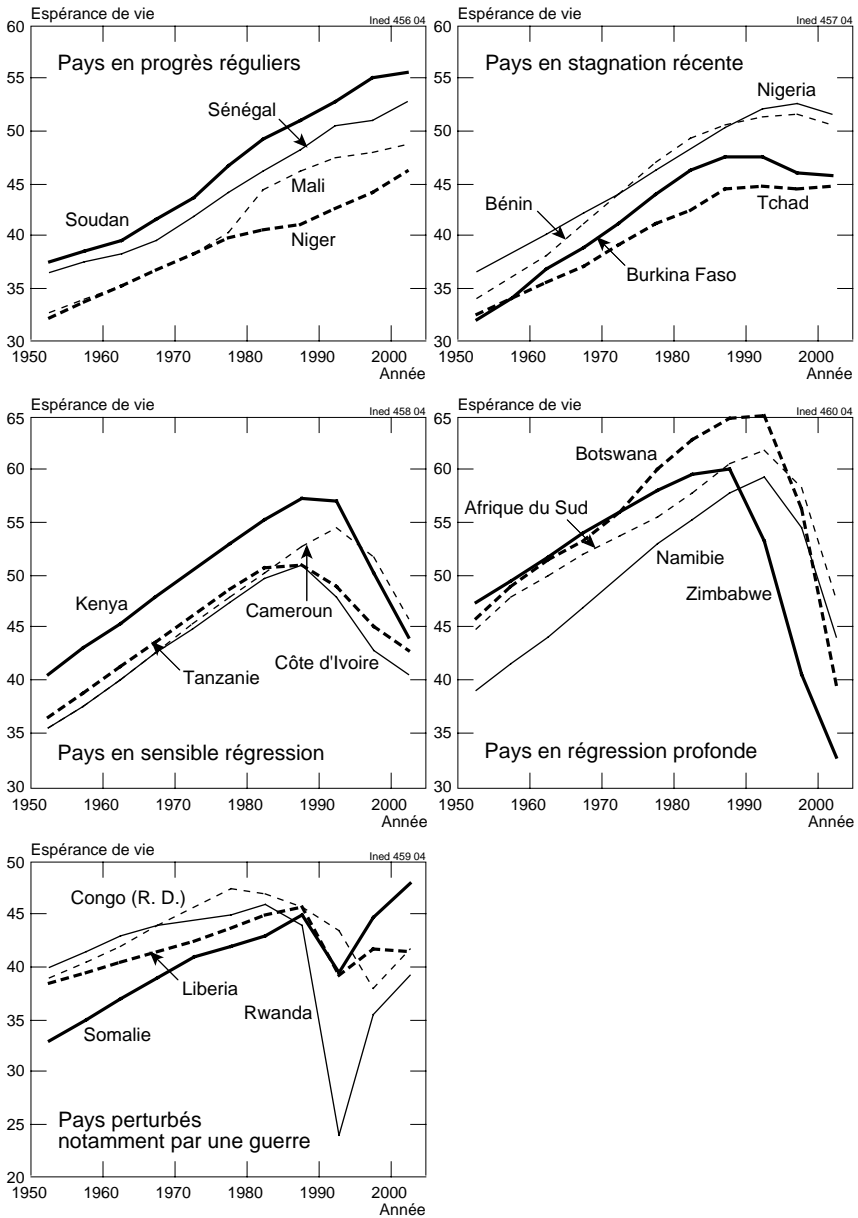 Espérance de vie
Ined 456 04
60
Pays en progrès réguliers
55
Sénégal
50
45
Mali
Soudan
40
Niger
35
30
1950 1960 1970 1980 1990 2000
Année
Espérance de vie
Ined 457 04
60
Pays en stagnation récente
55
Nigeria
50
45
Bénin
Tchad
40
Burkina Faso
35
30
1950 1960 1970 1980 1990 2000
Année
Espérance de vie
Ined 458 04
65
60
55
50
Kenya
Cameroun
45
Côte d'Ivoire
Tanzanie
40
35
Pays en sensible régression
30
1950 1960 1970 1980 1990 2000
Année
Espérance de vie
Ined 460 04
65
Botswana
60
Afrique du Sud
55
Namibie
50
Zimbabwe
45
40
35
Pays en régression profonde
30
1950 1960 1970 1980 1990 2000
Année
Espérance de vie
Ined 459 04
50
Congo (R. D.)
45
40
Liberia
Rwanda
35
Somalie
30
25
Pays perturbés
notamment par une guerre
20
1950 1960 1970 1980 1990 2000
Année